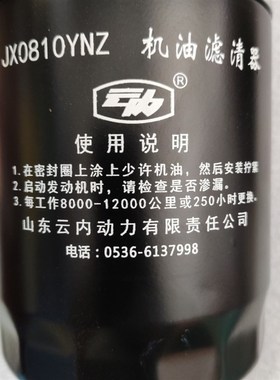 JX0810YNZ 机油滤清器
云内
®
使用说明
1.在密封圈上涂上少许机油，然后安装拧紧
2.启动发动机时，请检查是否渗漏。
3.每工作8000-12000公里或250小时更换。
山东云内动力有限责任公司
电话：0536-6137998